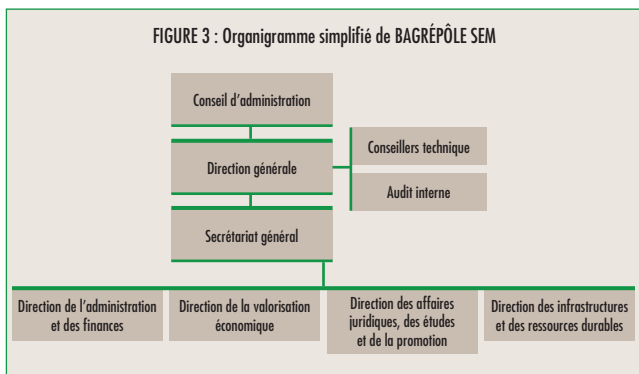 FIGURE 3 : Organigramme simplifié de BAGRÉPÔLE SEM
Conseil d'administration
Direction générale
Conseillers technique
Audit interne
Secrétariat général
Direction de l'administration
et des finances
Direction de la valorisation
économique
Direction des affaires
juridiques, des études
et de la promotion
Direction des infrastructures
et des ressources durables